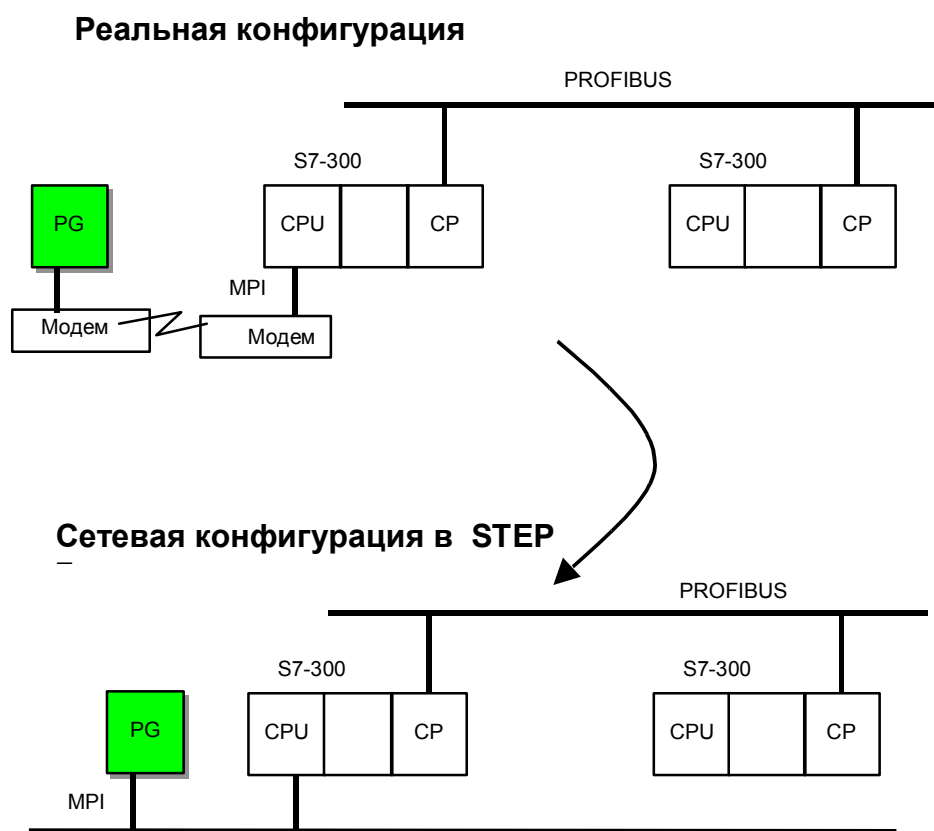 Реальная конфигурация
PROFIBUS
S7-300
S7-300
PG
CPU
CP
CPU
CP
MPI
Модем
Модем
Сетевая конфигурация в STEP
PROFIBUS
S7-300
S7-300
PG
CPU
CP
CPU
CP
MPI